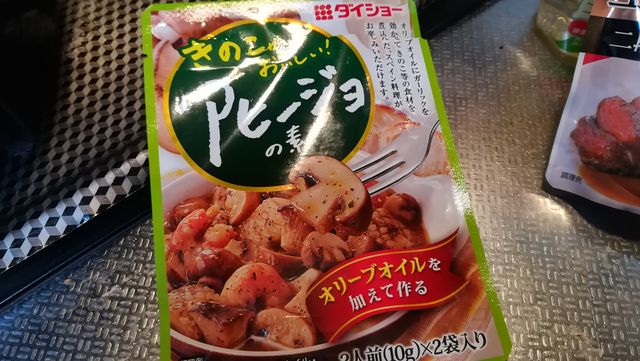 ダイショー
きのこが
おいしい!
アヒージョ
の素
オリーブオイルにガーリックを
効かせてきのこ等の食材を
煮込んだ、スペイン料理が
お楽しみいただけます。
オリーブオイルを
加えて作る
2人前(10g)×2袋入り
調理例